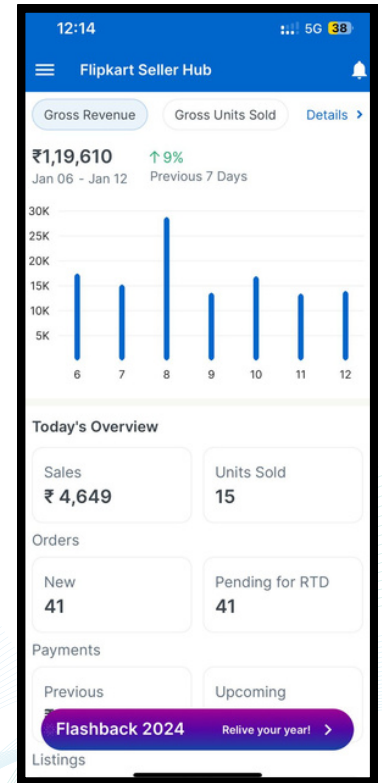 12:14 5G 38
Flipkart Seller Hub
Gross Revenue Gross Units Sold Details >
₹1,19,610 ↑ 9%
Jan 06 - Jan 12 Previous 7 Days
30K
25K
20K
15K
10K
5K
6 7 8 9 10 11 12
Today's Overview
Sales Units Sold
₹ 4,649 15
Orders
New Pending for RTD
41 41
Payments
Previous Upcoming
Flashback 2024 Relive your year! >
Listings